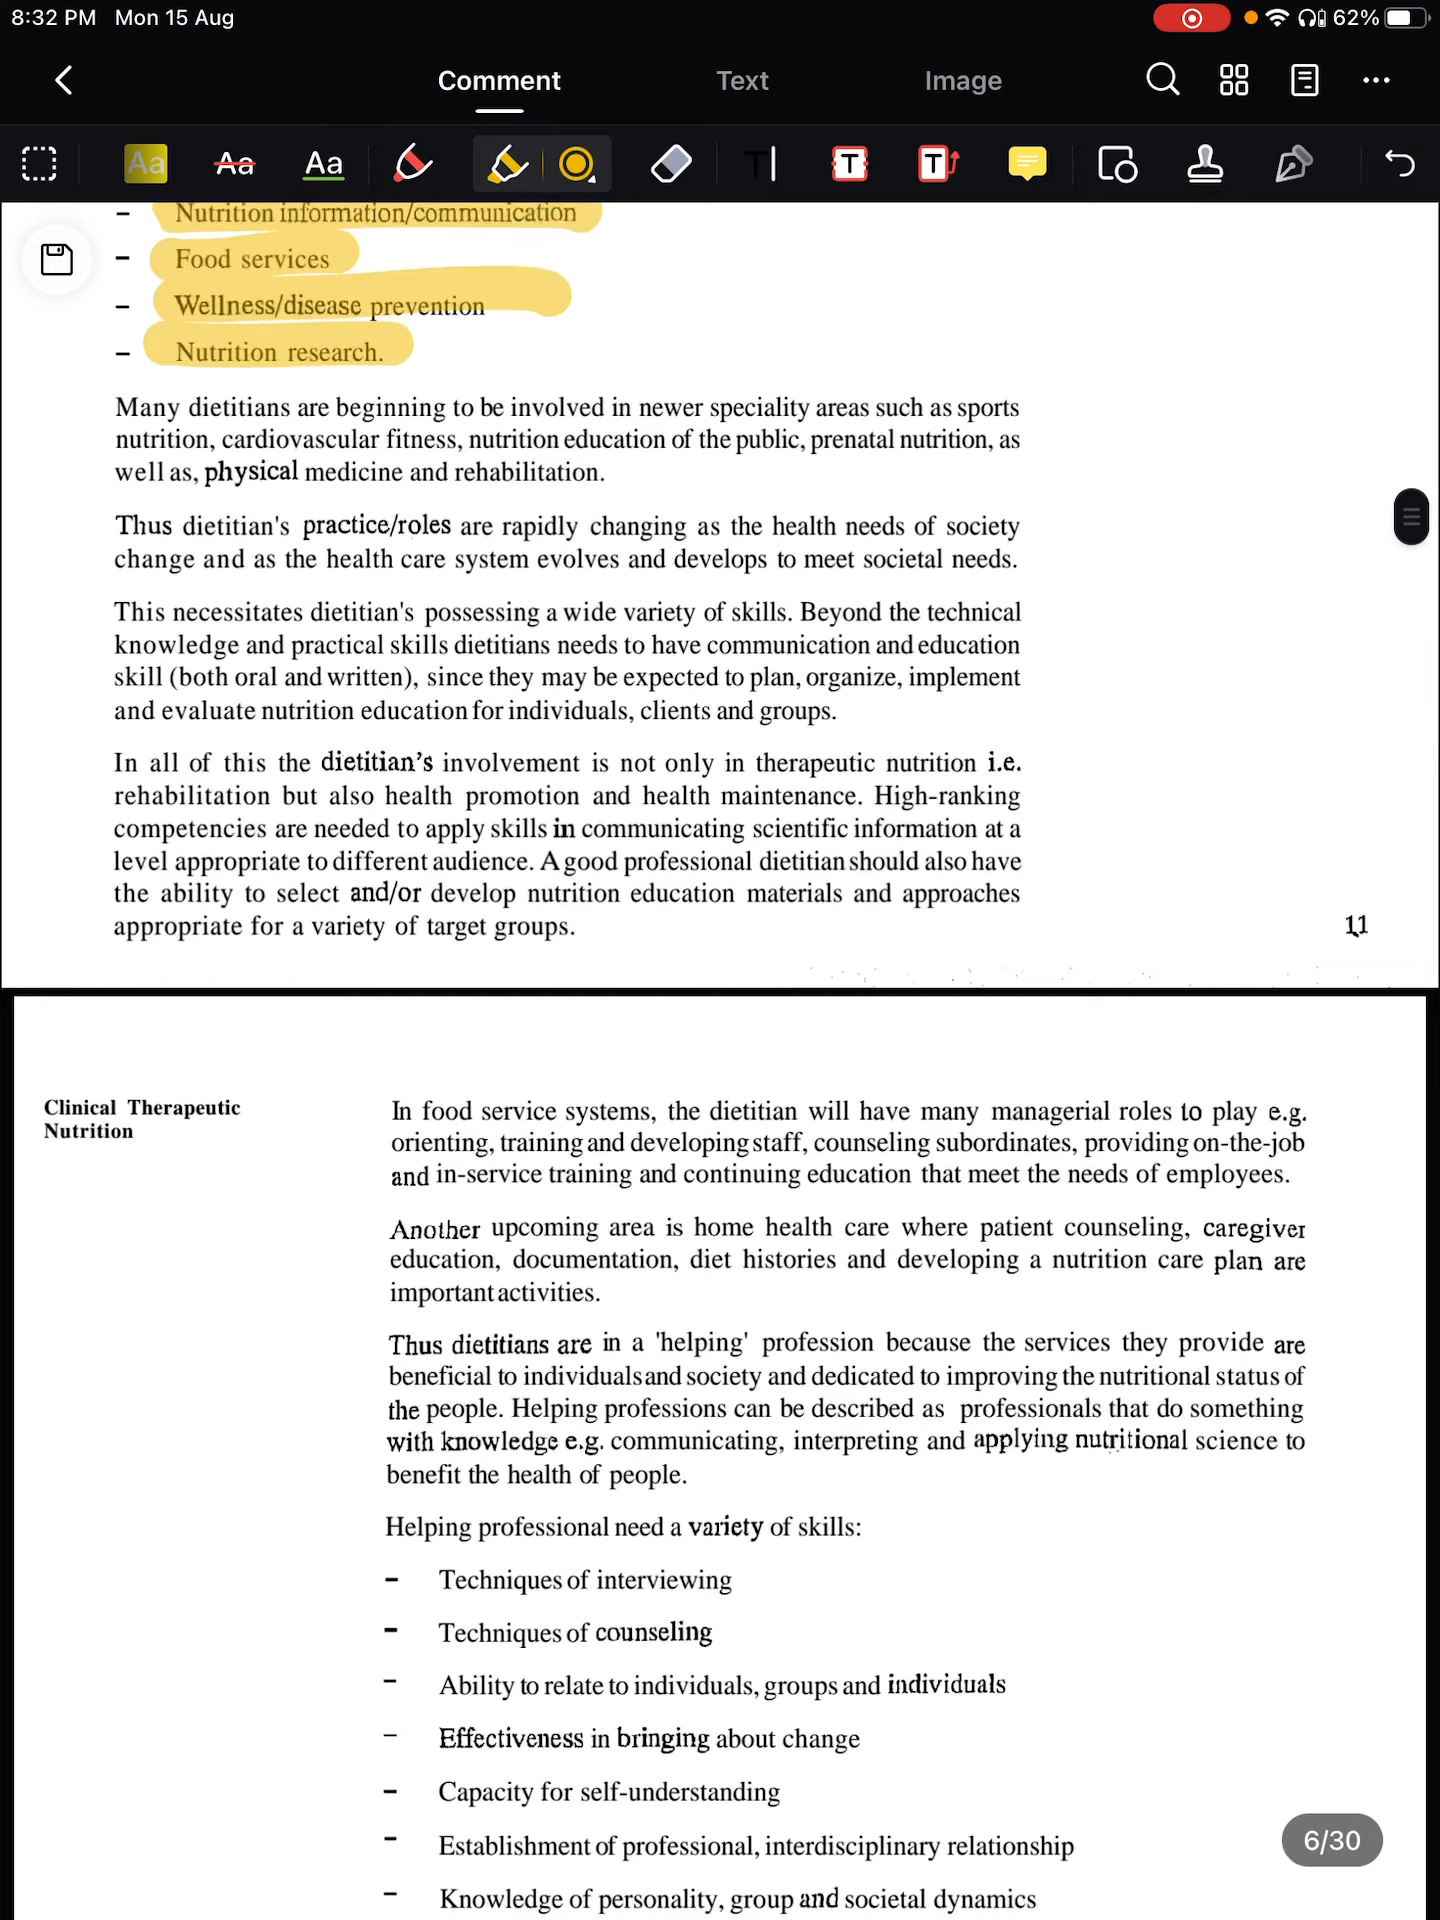 8:32 PM Mon 15 Aug
62%
Comment Text Image
Aa Aa Aa T T T
– Nutrition information/communication
– Food services
– Wellness/disease prevention
– Nutrition research.
Many dietitians are beginning to be involved in newer speciality areas such as sports
nutrition, cardiovascular fitness, nutrition education of the public, prenatal nutrition, as
well as, physical medicine and rehabilitation.
Thus dietitian's practice/roles are rapidly changing as the health needs of society
change and as the health care system evolves and develops to meet societal needs.
This necessitates dietitian's possessing a wide variety of skills. Beyond the technical
knowledge and practical skills dietitians needs to have communication and education
skill (both oral and written), since they may be expected to plan, organize, implement
and evaluate nutrition education for individuals, clients and groups.
In all of this the dietitian's involvement is not only in therapeutic nutrition i.e.
rehabilitation but also health promotion and health maintenance. High-ranking
competencies are needed to apply skills in communicating scientific information at a
level appropriate to different audience. A good professional dietitian should also have
the ability to select and/or develop nutrition education materials and approaches
appropriate for a variety of target groups.
11
Clinical Therapeutic
Nutrition
In food service systems, the dietitian will have many managerial roles to play e.g.
orienting, training and developing staff, counseling subordinates, providing on-the-job
and in-service training and continuing education that meet the needs of employees.
Another upcoming area is home health care where patient counseling, caregiver
education, documentation, diet histories and developing a nutrition care plan are
important activities.
Thus dietitians are in a 'helping' profession because the services they provide are
beneficial to individuals and society and dedicated to improving the nutritional status of
the people. Helping professions can be described as professionals that do something
with knowledge e.g. communicating, interpreting and applying nutritional science to
benefit the health of people.
Helping professional need a variety of skills:
– Techniques of interviewing
– Techniques of counseling
– Ability to relate to individuals, groups and individuals
– Effectiveness in bringing about change
– Capacity for self-understanding
– Establishment of professional, interdisciplinary relationship
– Knowledge of personality, group and societal dynamics
6/30